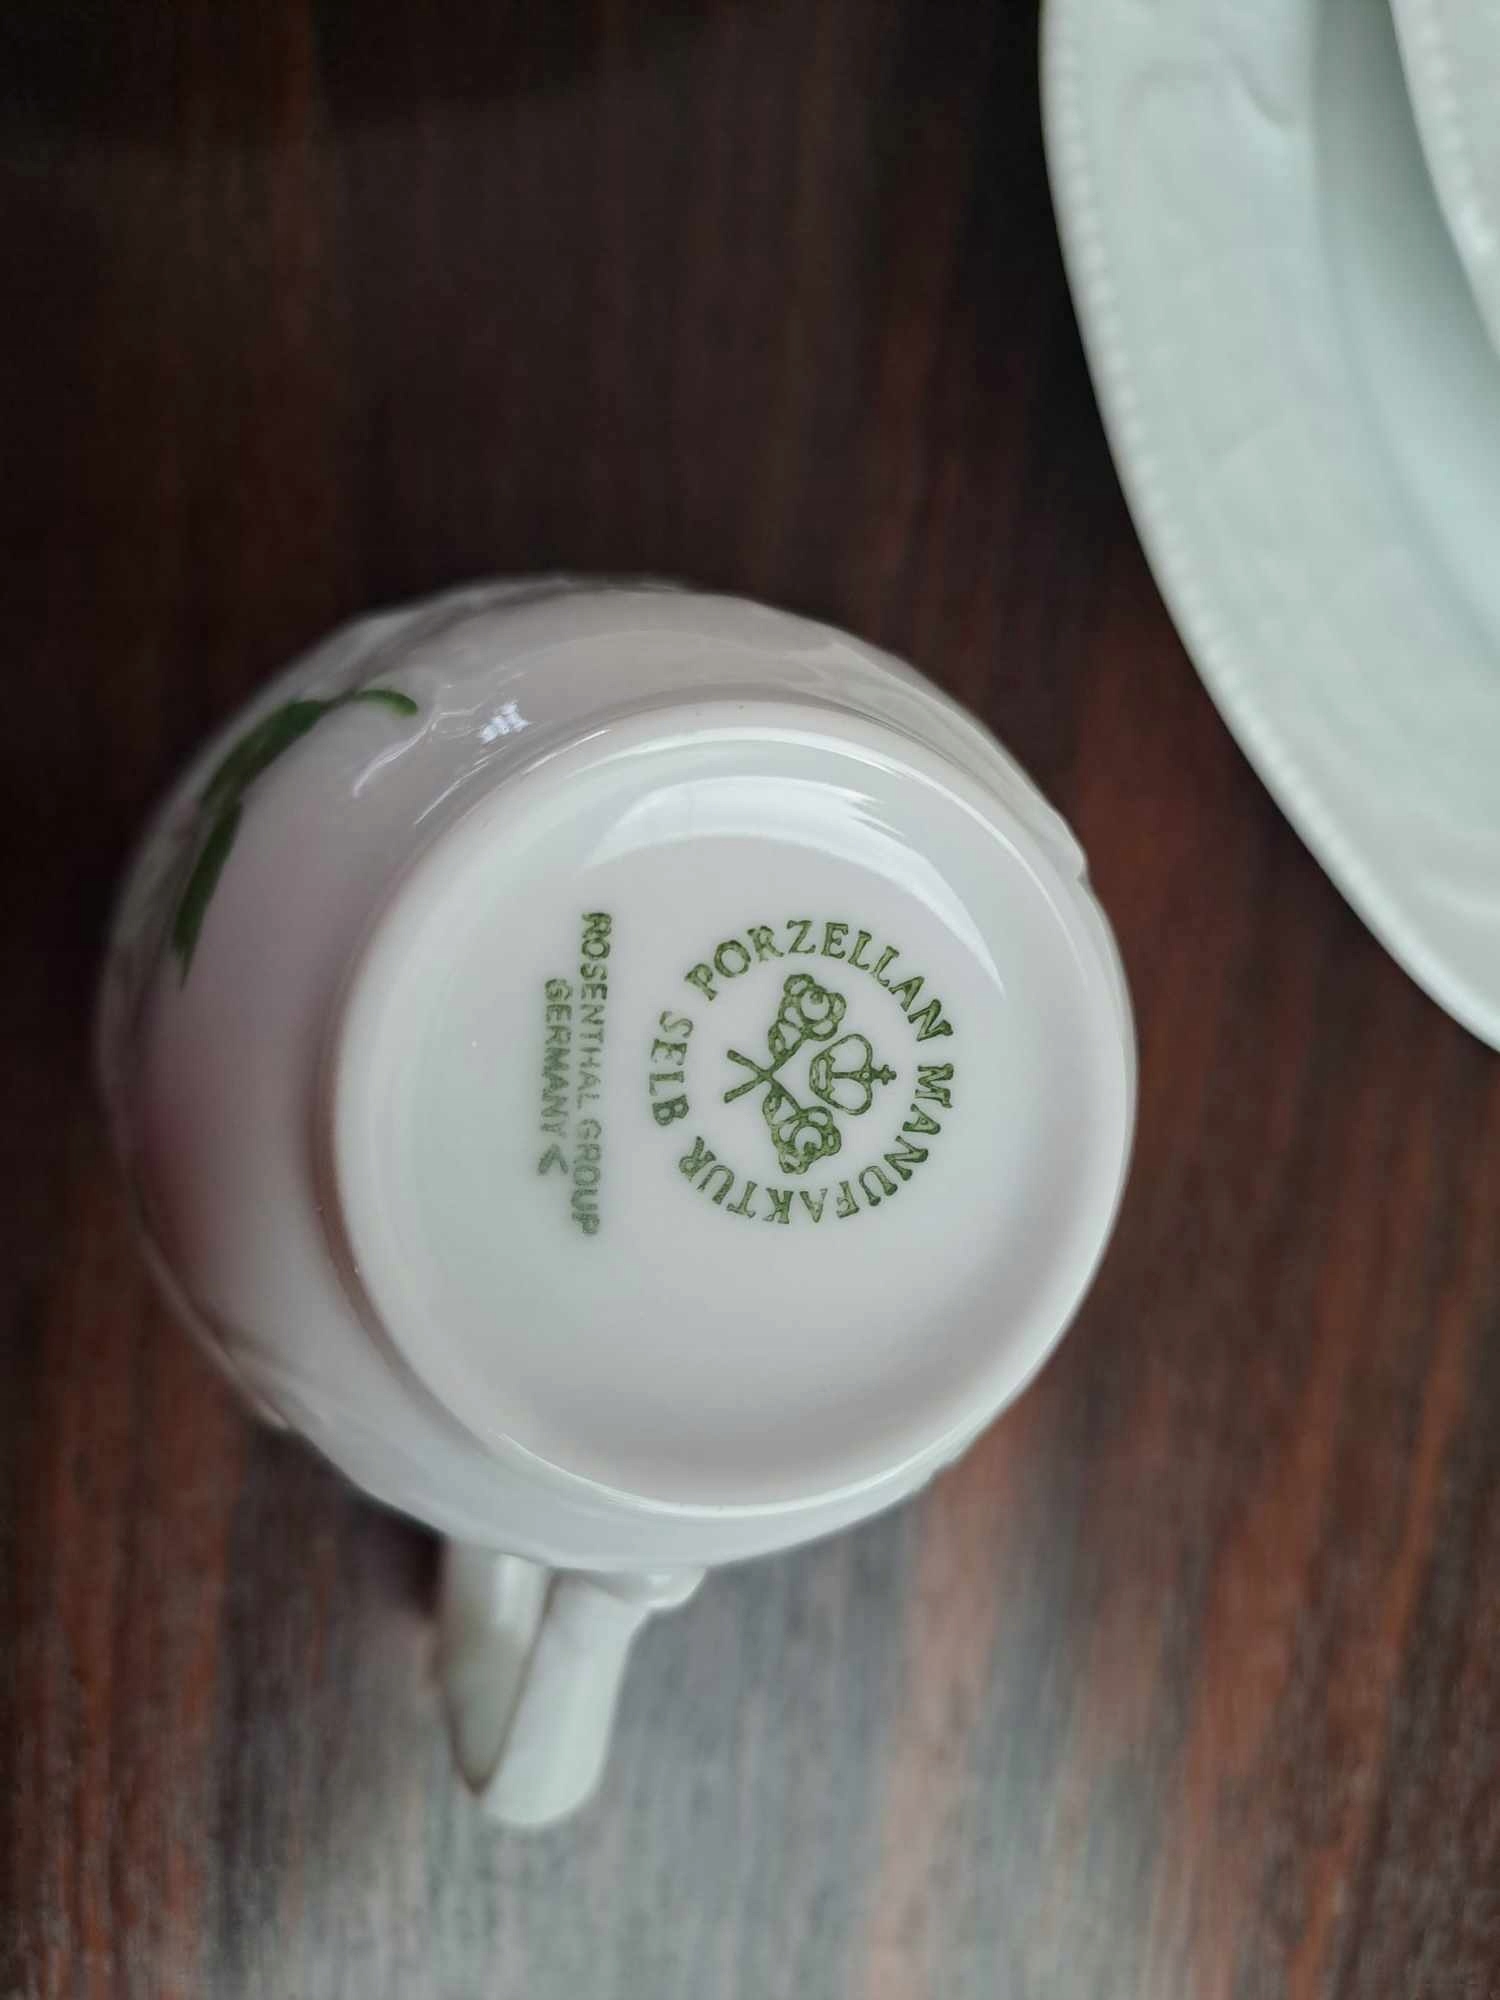 PORZELLAN MANUFAKTUR SELB
ROSENTHAL GROUP
GERMANY <